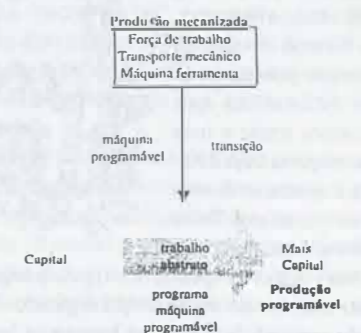 Produção mecanizada
Força de trabalho
Transporte mecânico
Máquina ferramenta
máquina
programável
transição
Capital
trabalho
abstrato
Mais
Capital
programa
máquina
programável
Produção
programável